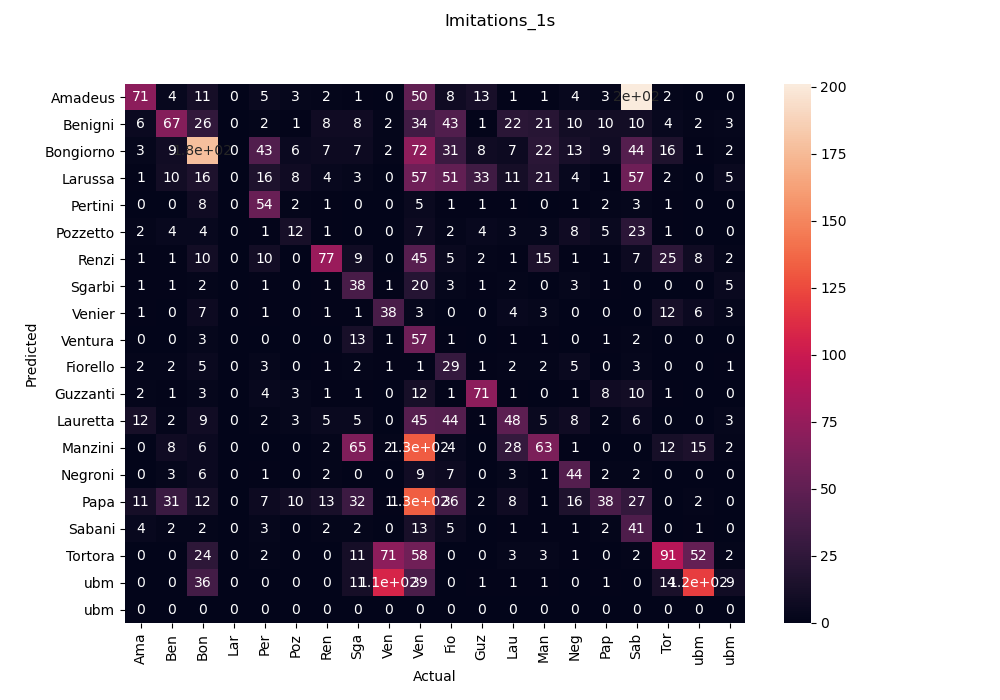 Imitations_1s
Amadeus 71 4 11 0 5 3 2 1 0 50 8 13 1 1 4 3 2e+02 2 0 0
Benigni 6 67 26 0 2 1 8 8 2 34 43 1 22 21 10 10 10 4 2 3
Bongiorno 3 9 1.8e+02 0 43 6 7 7 2 72 31 8 7 22 13 9 44 16 1 2
Larussa 1 10 16 0 16 8 4 3 0 57 51 33 11 21 4 1 57 2 0 5
Pertini 0 0 8 0 54 2 1 0 0 5 1 1 1 0 1 2 3 1 0 0
Pozzetto 2 4 4 0 1 12 1 0 0 7 2 4 3 3 8 5 23 1 0 0
Renzi 1 1 10 0 10 0 77 9 0 45 5 2 1 15 1 1 7 25 8 2
Sgarbi 1 1 2 0 1 0 1 38 1 20 3 1 2 0 3 1 0 0 0 5
Venier 1 0 7 0 1 0 1 1 38 3 0 0 4 3 0 0 0 12 6 3
Ventura 0 0 3 0 0 0 0 13 1 57 1 0 1 1 0 1 2 0 0 0
Fiorello 2 2 5 0 3 0 1 2 1 1 29 1 2 2 5 0 3 0 0 1
Guzzanti 2 1 3 0 4 3 1 1 0 12 1 71 1 0 1 8 10 1 0 0
Lauretta 12 2 9 0 2 3 5 5 0 45 44 1 48 5 8 2 6 0 0 3
Manzini 0 8 6 0 0 0 2 65 2 1.3e+02 4 0 28 63 1 0 0 12 15 2
Negroni 0 3 6 0 1 0 2 0 0 9 7 0 3 1 44 2 2 0 0 0
Papa 11 31 12 0 7 10 13 32 1 1.3e+02 36 2 8 1 16 38 27 0 2 0
Sabani 4 2 2 0 3 0 2 2 0 13 5 0 1 1 1 2 41 0 1 0
Tortora 0 0 24 0 2 0 0 11 71 58 0 0 3 3 1 0 2 91 52 2
ubm 0 0 36 0 0 0 0 11 1.1e+02 39 0 1 1 1 0 1 0 14 1.2e+02 9
ubm 0 0 0 0 0 0 0 0 0 0 0 0 0 0 0 0 0 0 0 0
Ama Ben Bon Lar Per Poz Ren Sga Ven Ven Fio Guz Lau Man Neg Pap Sab Tor ubm ubm
Actual
Predicted
200
175
150
125
100
75
50
25
0